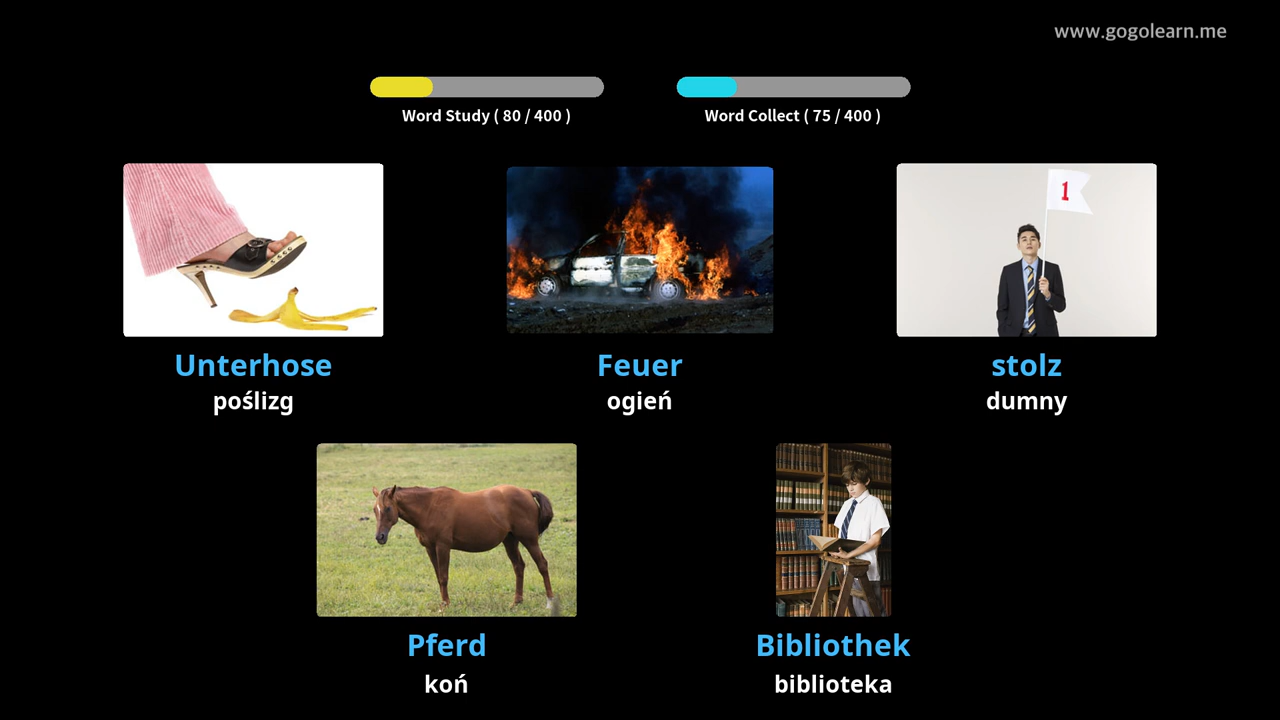 www.gogolearn.me
Word Study ( 80 / 400 )
Word Collect ( 75 / 400 )
1
Unterhose
poślizg
Feuer
ogień
stolz
dumny
Pferd
koń
Bibliothek
biblioteka